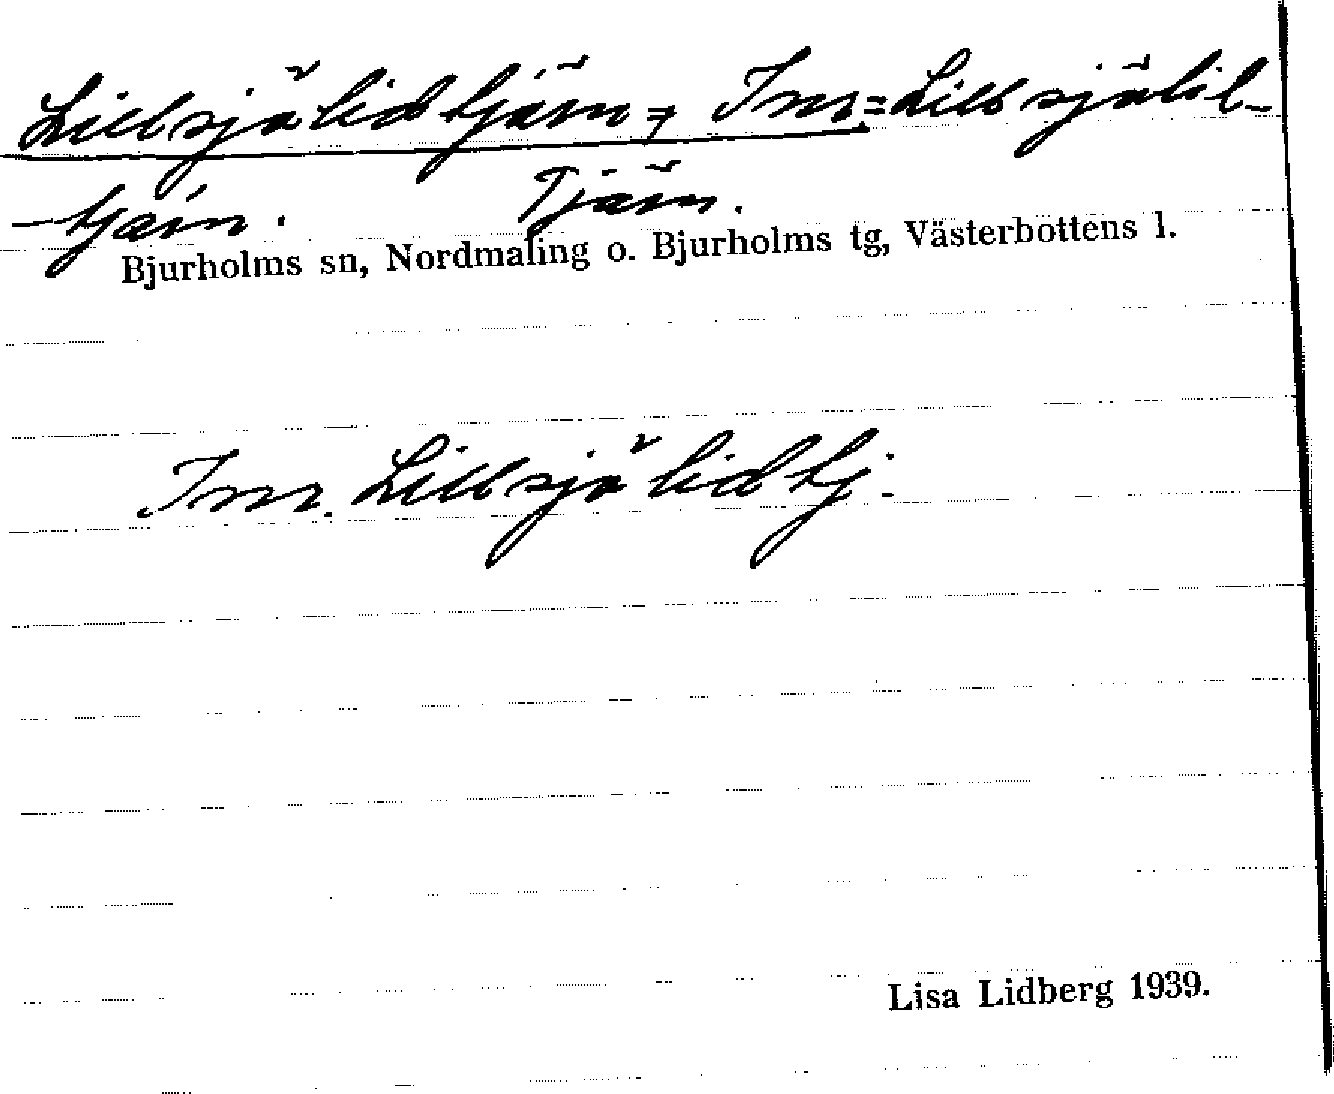 Lillsjölidtjärn, Inr. Lillsjölid-
tjärn. Tjärn.
Bjurholms sn, Nordmaling o. Bjurholms tg, Västerbottens l.
Inr. Lillsjölidtj.
Lisa Lidberg 1939.